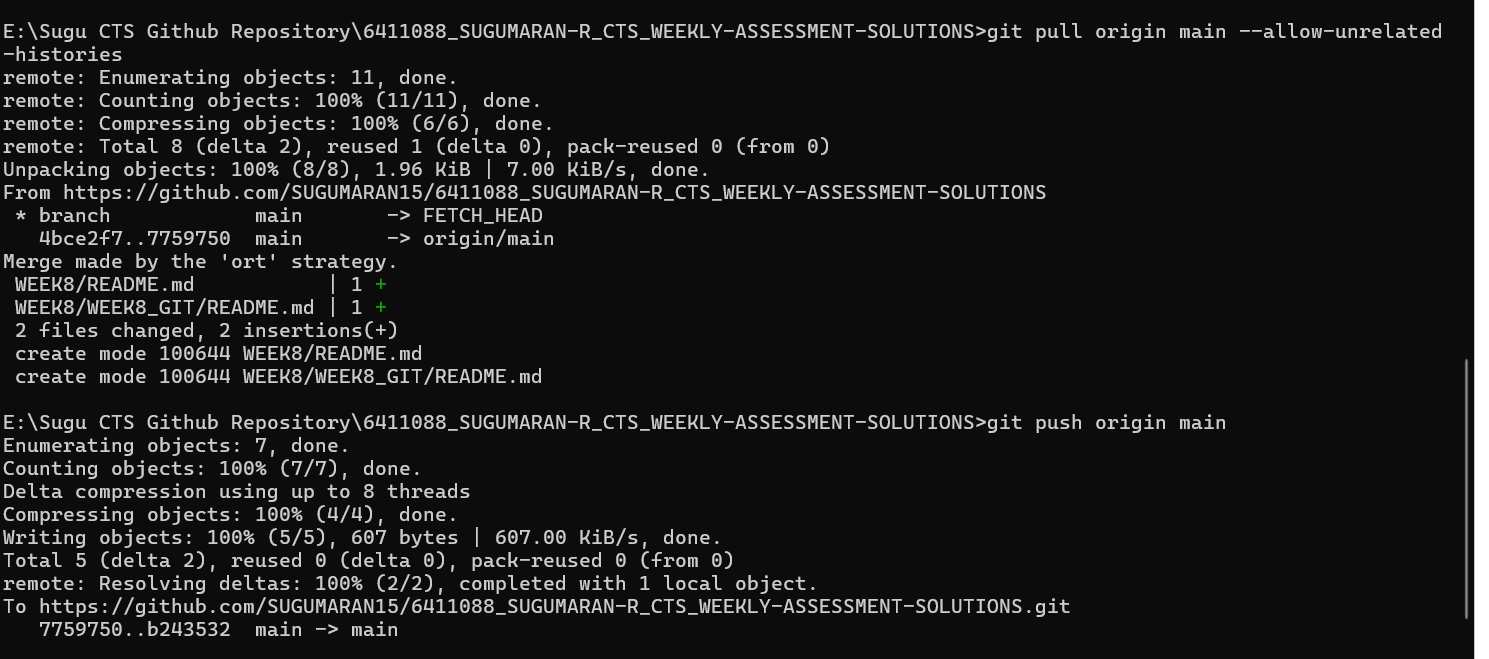 E:\Sugu CTS Github Repository\6411088_SUGUMARAN-R_CTS_WEEKLY-ASSESSMENT-SOLUTIONS>git pull origin main --allow-unrelated
-histories
remote: Enumerating objects: 11, done.
remote: Counting objects: 100% (11/11), done.
remote: Compressing objects: 100% (6/6), done.
remote: Total 8 (delta 2), reused 1 (delta 0), pack-reused 0 (from 0)
Unpacking objects: 100% (8/8), 1.96 KiB | 7.00 KiB/s, done.
From https://github.com/SUGUMARAN15/6411088_SUGUMARAN-R_CTS_WEEKLY-ASSESSMENT-SOLUTIONS
 * branch            main       -> FETCH_HEAD
   4bce2f7..7759750  main       -> origin/main
Merge made by the 'ort' strategy.
 WEEK8/README.md           | 1 +
 WEEK8/WEEK8_GIT/README.md | 1 +
 2 files changed, 2 insertions(+)
 create mode 100644 WEEK8/README.md
 create mode 100644 WEEK8/WEEK8_GIT/README.md
E:\Sugu CTS Github Repository\6411088_SUGUMARAN-R_CTS_WEEKLY-ASSESSMENT-SOLUTIONS>git push origin main
Enumerating objects: 7, done.
Counting objects: 100% (7/7), done.
Delta compression using up to 8 threads
Compressing objects: 100% (4/4), done.
Writing objects: 100% (5/5), 607 bytes | 607.00 KiB/s, done.
Total 5 (delta 2), reused 0 (delta 0), pack-reused 0 (from 0)
remote: Resolving deltas: 100% (2/2), completed with 1 local object.
To https://github.com/SUGUMARAN15/6411088_SUGUMARAN-R_CTS_WEEKLY-ASSESSMENT-SOLUTIONS.git
   7759750..b243532  main -> main